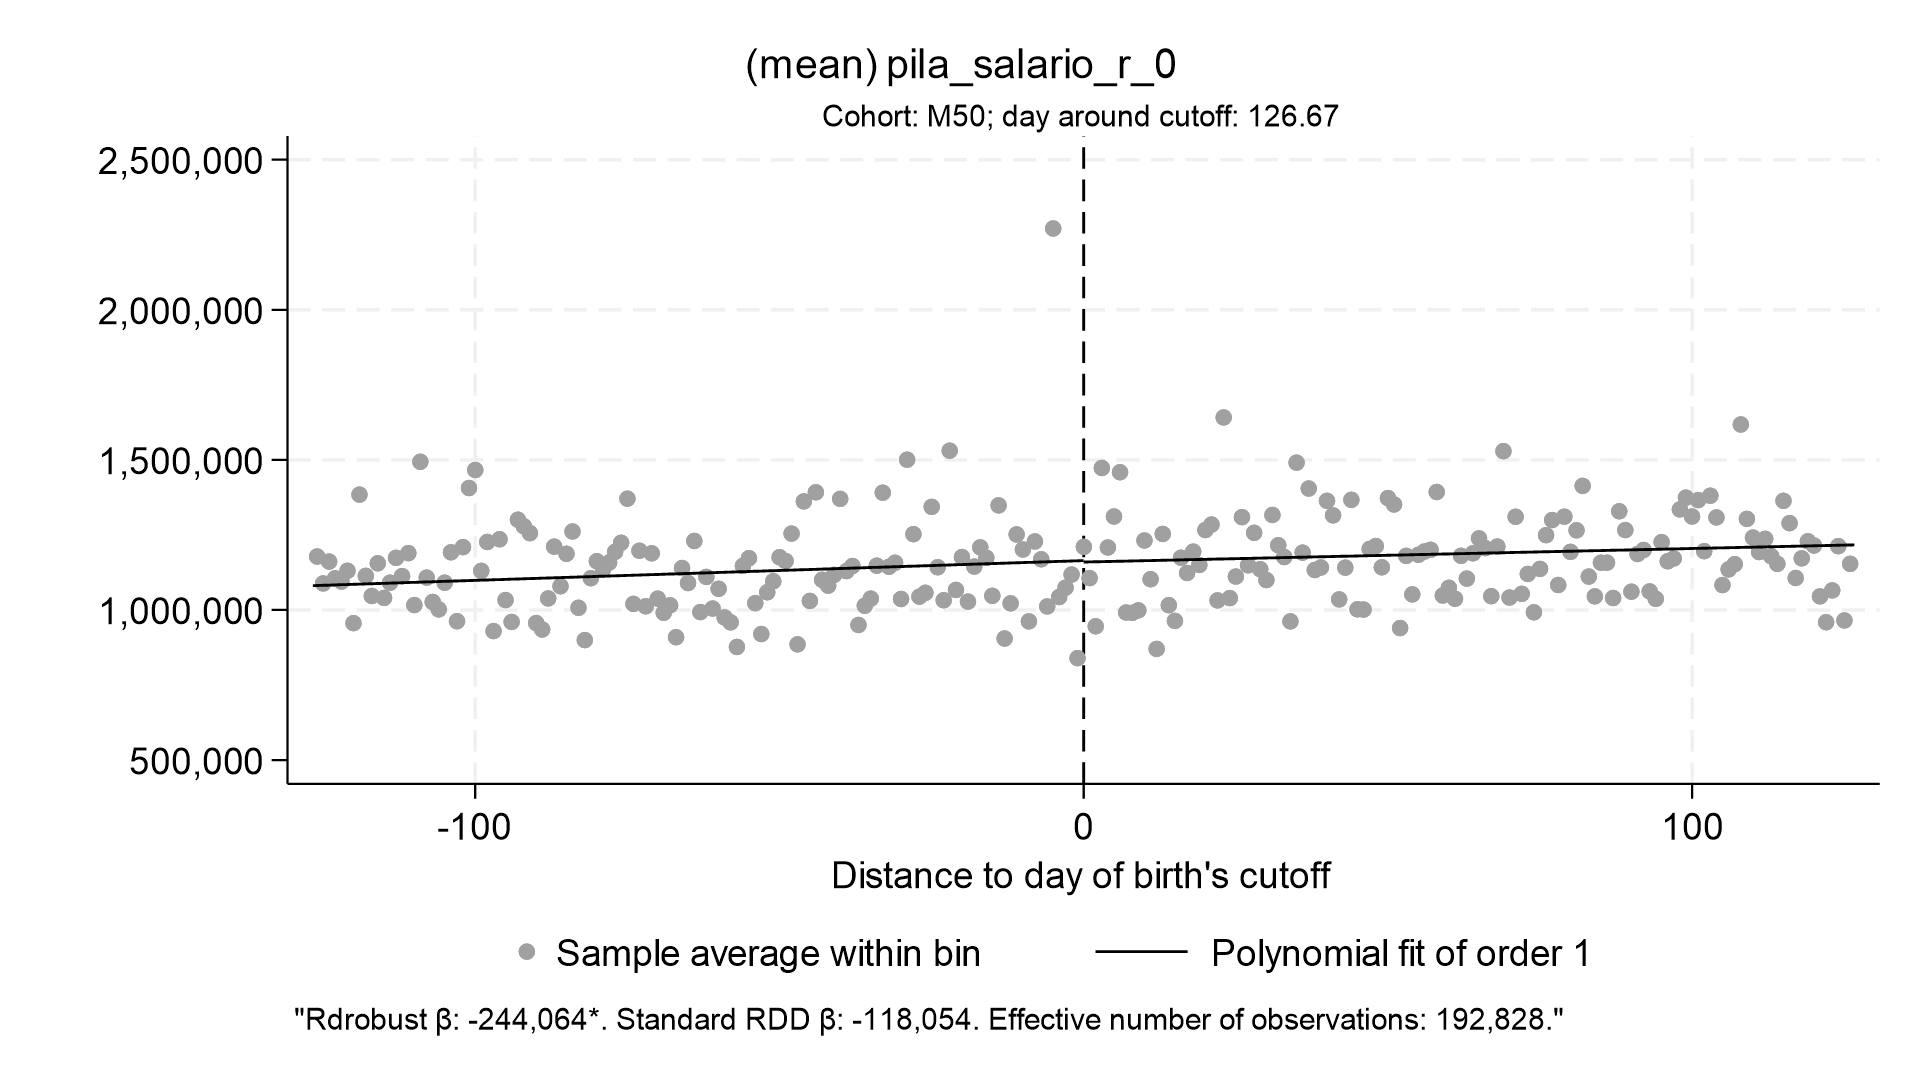 (mean) pila_salario_r_0
Cohort: M50; day around cutoff: 126.67
2,500,000
2,000,000
1,500,000
1,000,000
500,000
-100 0 100
Distance to day of birth's cutoff
Sample average within bin Polynomial fit of order 1
"Rdrobust β: -244,064*. Standard RDD β: -118,054. Effective number of observations: 192,828."